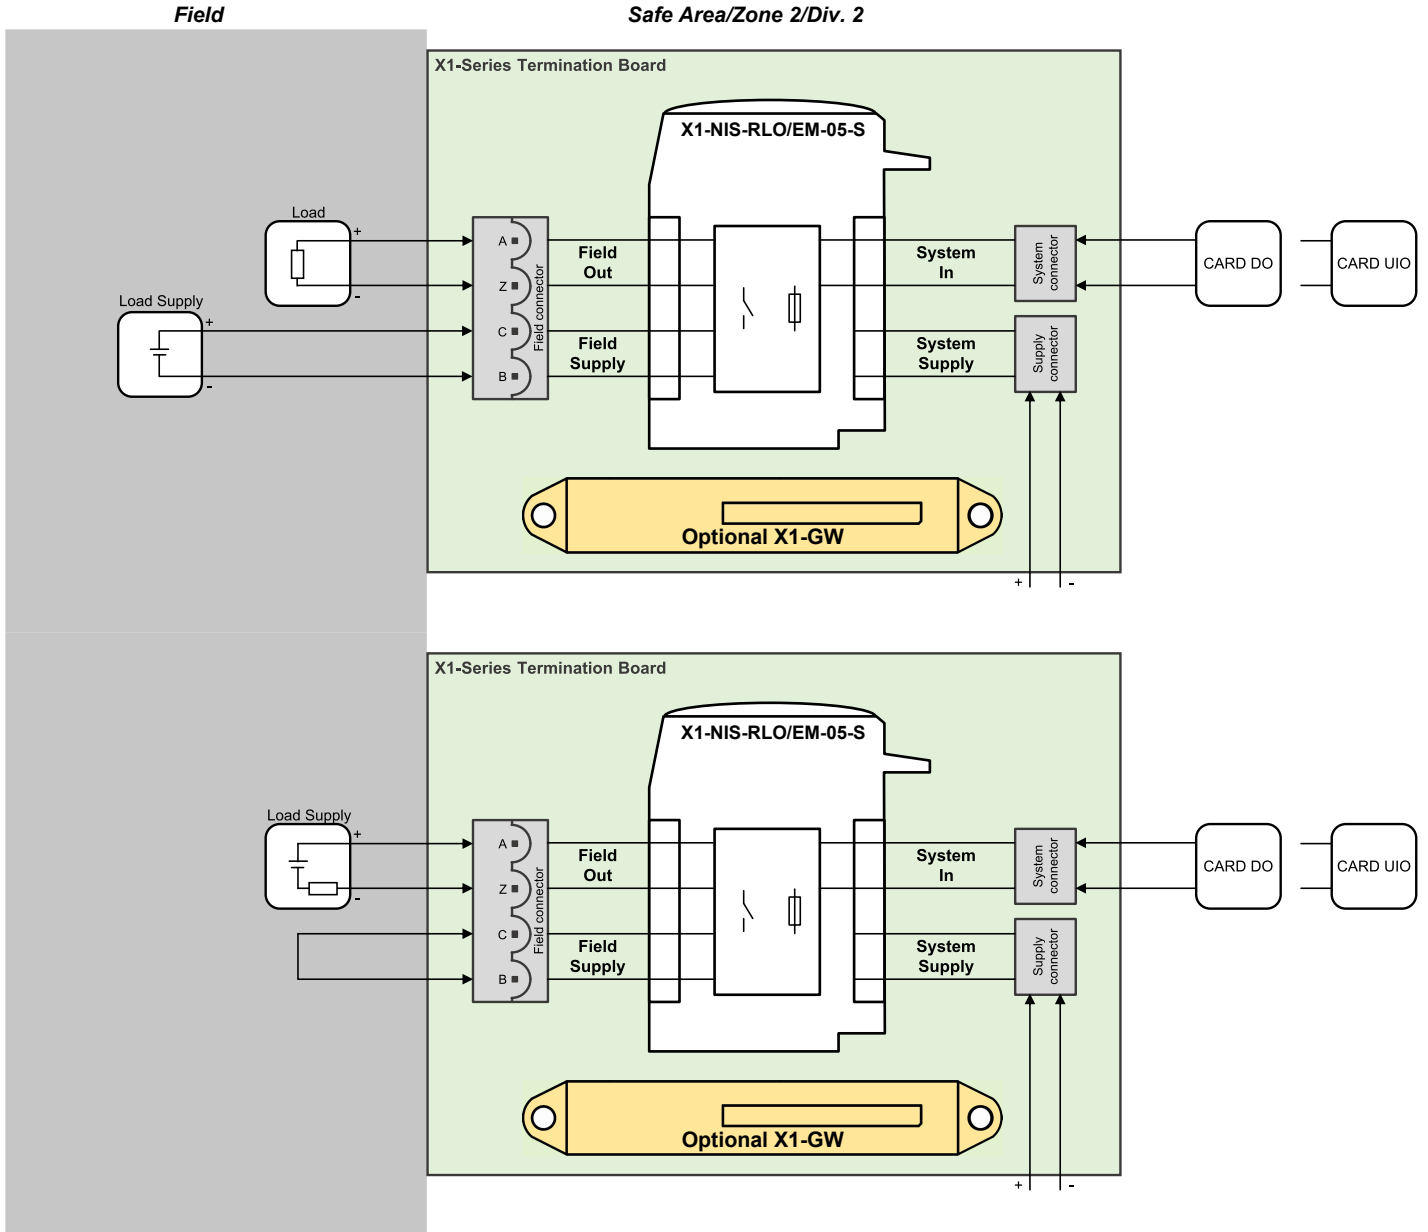 Field
Safe Area/Zone 2/Div. 2
X1-Series Termination Board
X1-NIS-RLO/EM-05-S
Load
+
-
Load Supply
+
-
A
Z
C
B
Field connector
Field
Out
Field
Supply
System
In
System
Supply
System
connector
Supply
connector
CARD DO
CARD UIO
Optional X1-GW
+
-
X1-Series Termination Board
X1-NIS-RLO/EM-05-S
Load Supply
+
-
A
Z
C
B
Field connector
Field
Out
Field
Supply
System
In
System
Supply
System
connector
Supply
connector
CARD DO
CARD UIO
Optional X1-GW
+
-